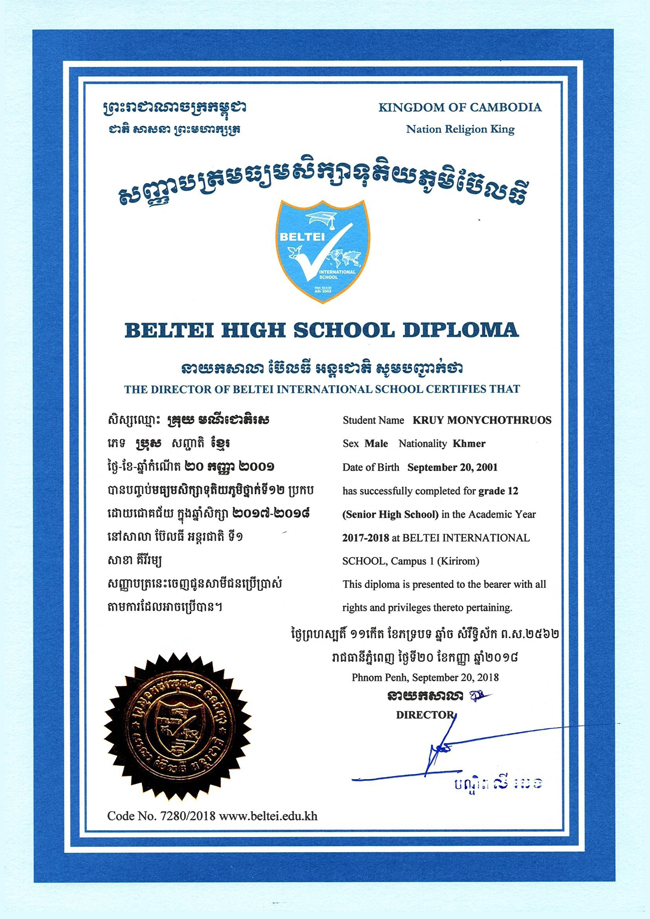 ព្រះរាជាណាចក្រកម្ពុជា
ជាតិ សាសនា ព្រះមហាក្សត្រ
KINGDOM OF CAMBODIA
Nation Religion King
សញ្ញាបត្រមធ្យមសិក្សាទុតិយភូមិប៊ែលធី
BELTEI
INTERNATIONAL
SCHOOL
BELTEI HIGH SCHOOL DIPLOMA
នាយកសាលា ប៊ែលធី អន្តរជាតិ សូមបញ្ជាក់ថា
THE DIRECTOR OF BELTEI INTERNATIONAL SCHOOL CERTIFIES THAT
សិស្សឈ្មោះ គ្រុយ មណីជោតិរស
ភេទ ប្រុស សញ្ជាតិ ខ្មែរ
ថ្ងៃ-ខែ-ឆ្នាំកំណើត ២០ កញ្ញា ២០០១
បានបញ្ចប់មធ្យមសិក្សាទុតិយភូមិថ្នាក់ទី១២ ប្រកប
ដោយជោគជ័យ ក្នុងឆ្នាំសិក្សា ២០១៧-២០១៨
នៅសាលា ប៊ែលធី អន្តរជាតិ ទី១
សាខា គីរីរម្យ
សញ្ញាបត្រនេះចេញជូនសាមីជនប្រើប្រាស់
តាមការដែលអាចប្រើបាន។
Student Name KRUY MONYCHOTHRUOS
Sex Male Nationality Khmer
Date of Birth September 20, 2001
has successfully completed for grade 12
(Senior High School) in the Academic Year
2017-2018 at BELTEI INTERNATIONAL
SCHOOL, Campus 1 (Kirirom)
This diploma is presented to the bearer with all
rights and privileges thereto pertaining.
ថ្ងៃព្រហស្បតិ៍ ១១កើត ខែភទ្របទ ឆ្នាំច សំរឹទ្ធិស័ក ព.ស.២៥៦២
រាជធានីភ្នំពេញ ថ្ងៃទី២០ ខែកញ្ញា ឆ្នាំ២០១៨
Phnom Penh, September 20, 2018
នាយកសាលា
DIRECTOR
បណ្ឌិត លី ឆេង
Code No. 7280/2018 www.beltei.edu.kh